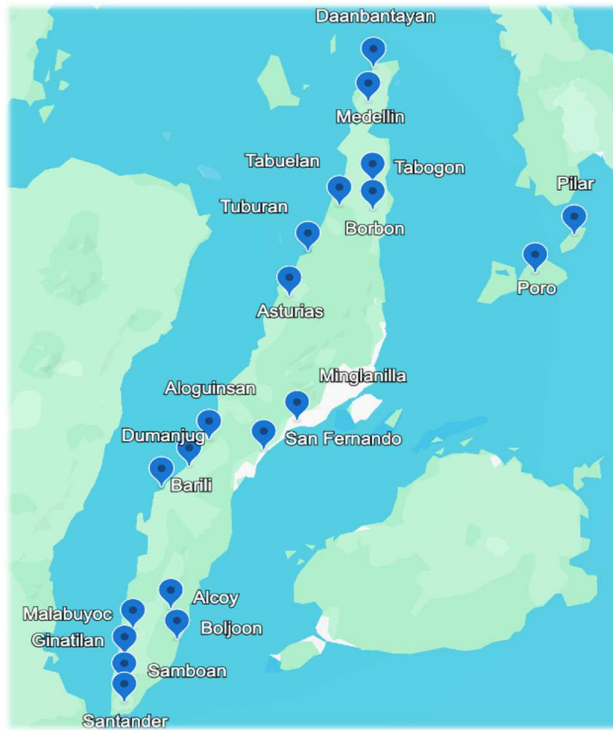 Daanbantayan
Medellin
Tabuelan
Tabogon
Pilar
Tuburan
Borbon
Poro
Asturias
Minglanilla
Aloguinsan
Dumanjug
San Fernando
Barili
Alcoy
Malabuyoc
Boljoon
Ginatilan
Samboan
Santander